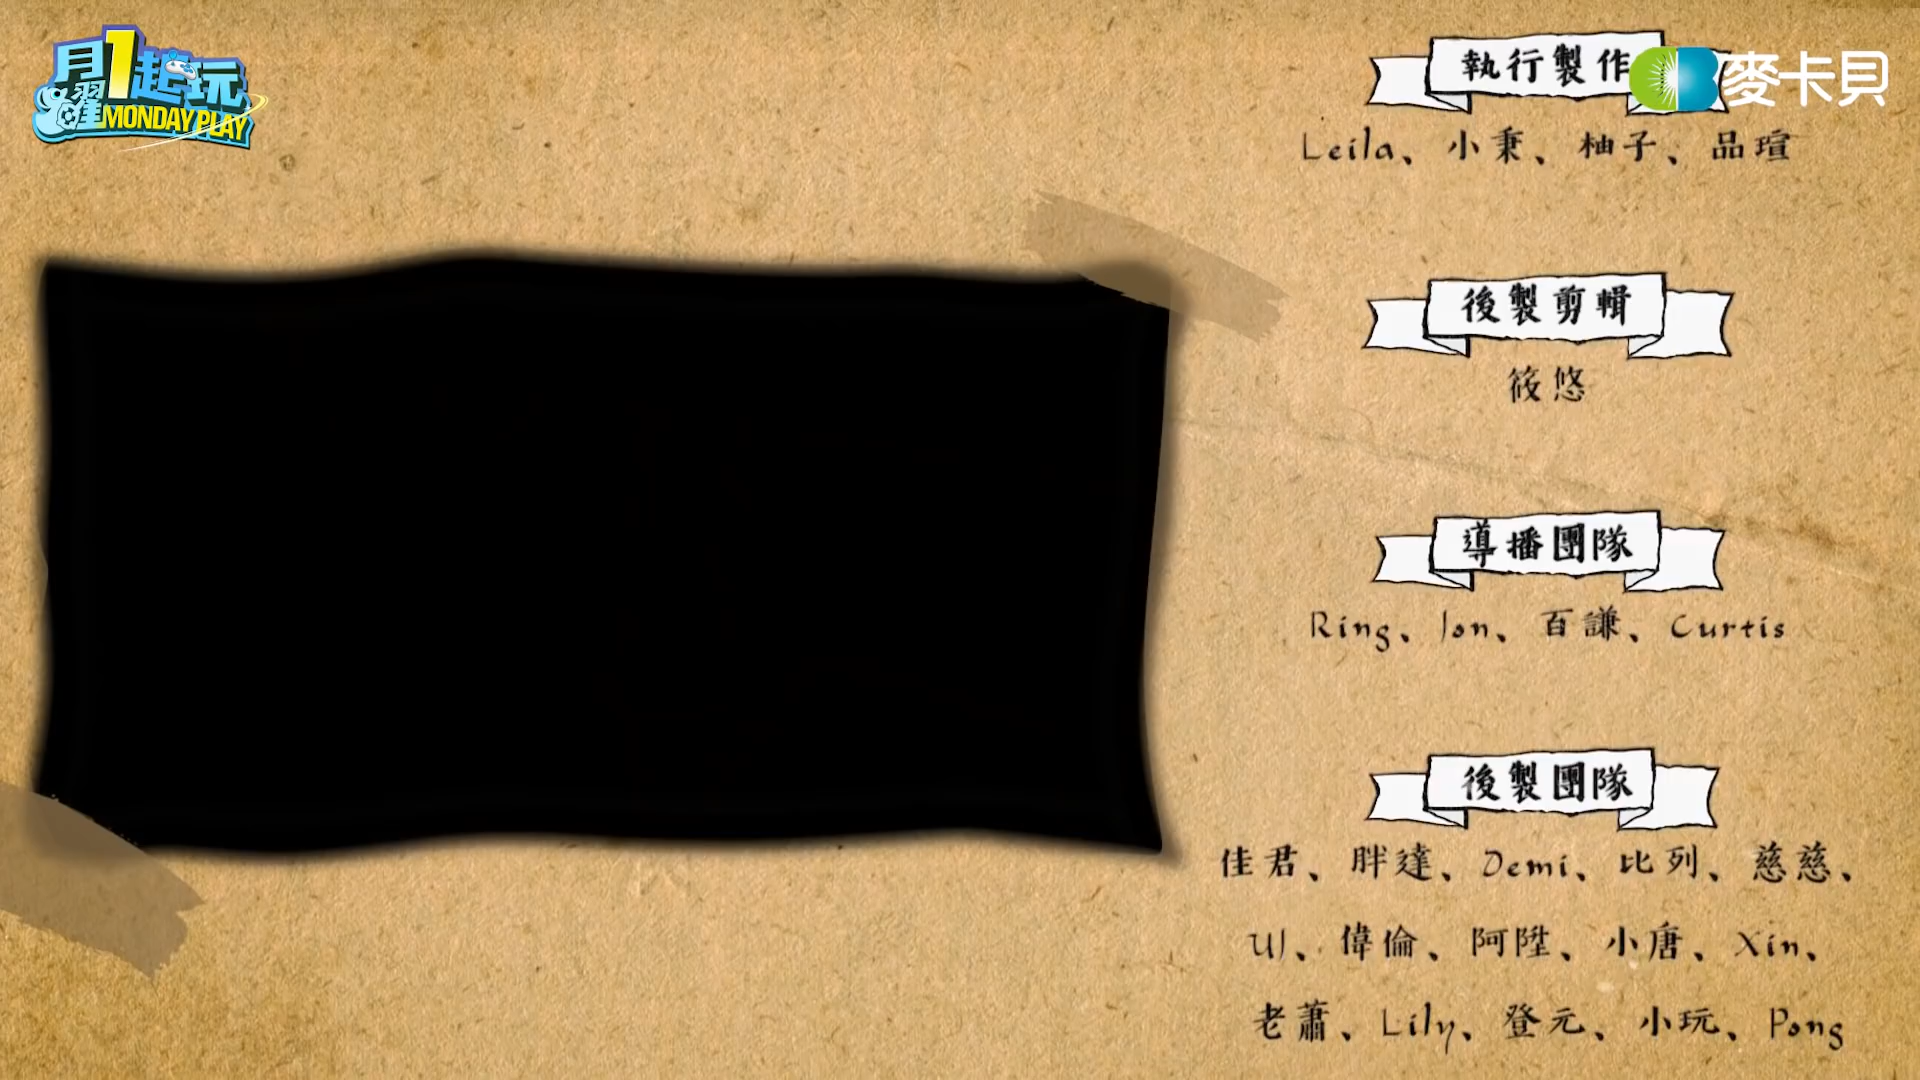 月曜1起玩
MONDAY PLAY
麥卡貝
執行製作
Leila、小秉、柚子、品瑄
後製剪輯
筱悠
導播團隊
Ring、Jon、百謙、Curtis
後製團隊
佳君、胖達、Demi、比列、慈慈、
偉倫、阿陞、小唐、Xin、
老蕭、Lily、登元、小玩、Pong